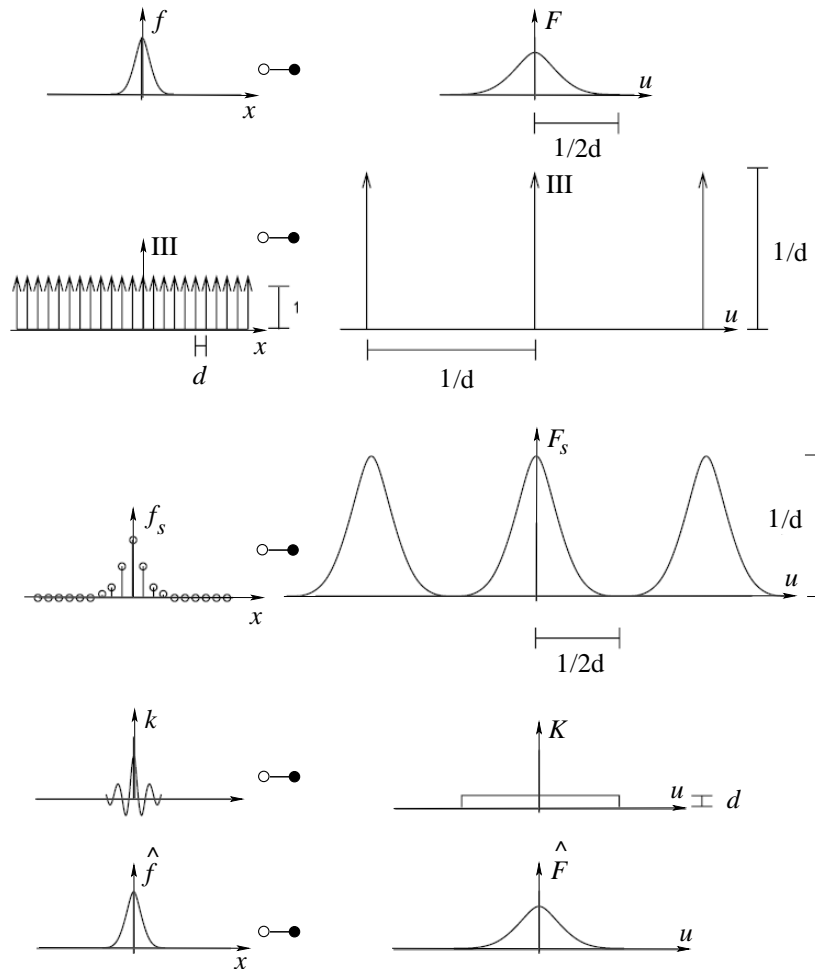 f F
x u
1/2d
III III
1/d
1
x u
d 1/d
f_s F_s
1/d
x u
1/2d
k K
u d
^ ^
f F
x u